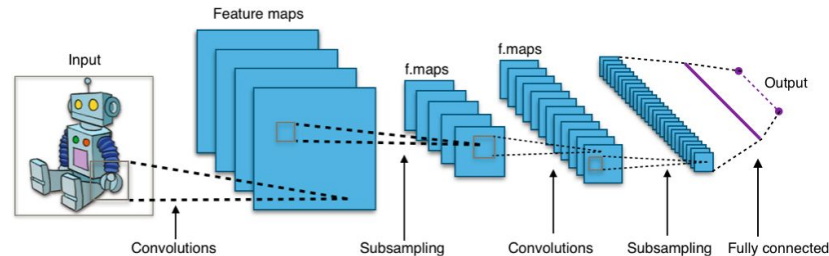 Feature maps
Input
f.maps
f.maps
Output
Convolutions
Subsampling
Convolutions
Subsampling
Fully connected